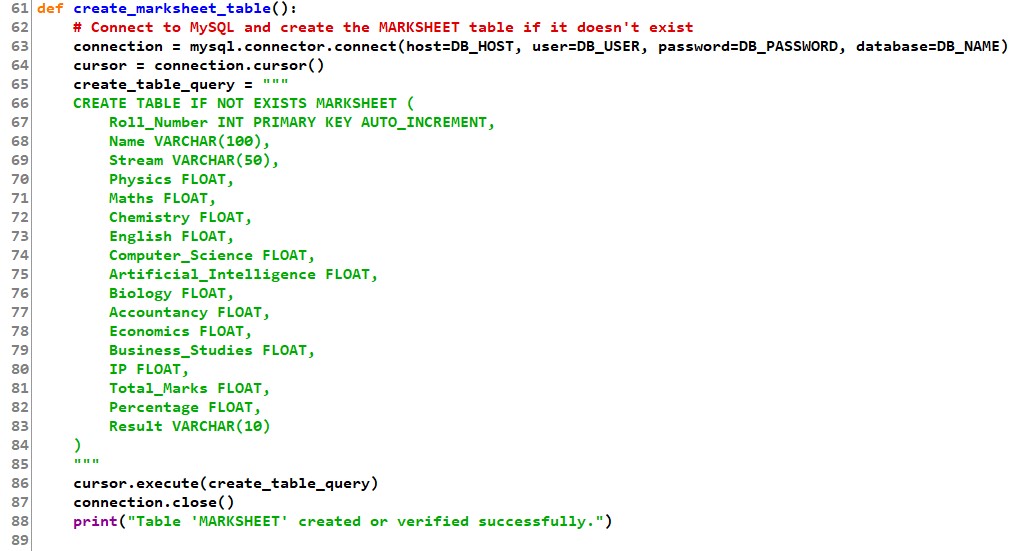 61 def create_marksheet_table():
62     # Connect to MySQL and create the MARKSHEET table if it doesn't exist
63     connection = mysql.connector.connect(host=DB_HOST, user=DB_USER, password=DB_PASSWORD, database=DB_NAME)
64     cursor = connection.cursor()
65     create_table_query = """
66     CREATE TABLE IF NOT EXISTS MARKSHEET (
67         Roll_Number INT PRIMARY KEY AUTO_INCREMENT,
68         Name VARCHAR(100),
69         Stream VARCHAR(50),
70         Physics FLOAT,
71         Maths FLOAT,
72         Chemistry FLOAT,
73         English FLOAT,
74         Computer_Science FLOAT,
75         Artificial_Intelligence FLOAT,
76         Biology FLOAT,
77         Accountancy FLOAT,
78         Economics FLOAT,
79         Business_Studies FLOAT,
80         IP FLOAT,
81         Total_Marks FLOAT,
82         Percentage FLOAT,
83         Result VARCHAR(10)
84     )
85     """
86     cursor.execute(create_table_query)
87     connection.close()
88     print("Table 'MARKSHEET' created or verified successfully.")
89